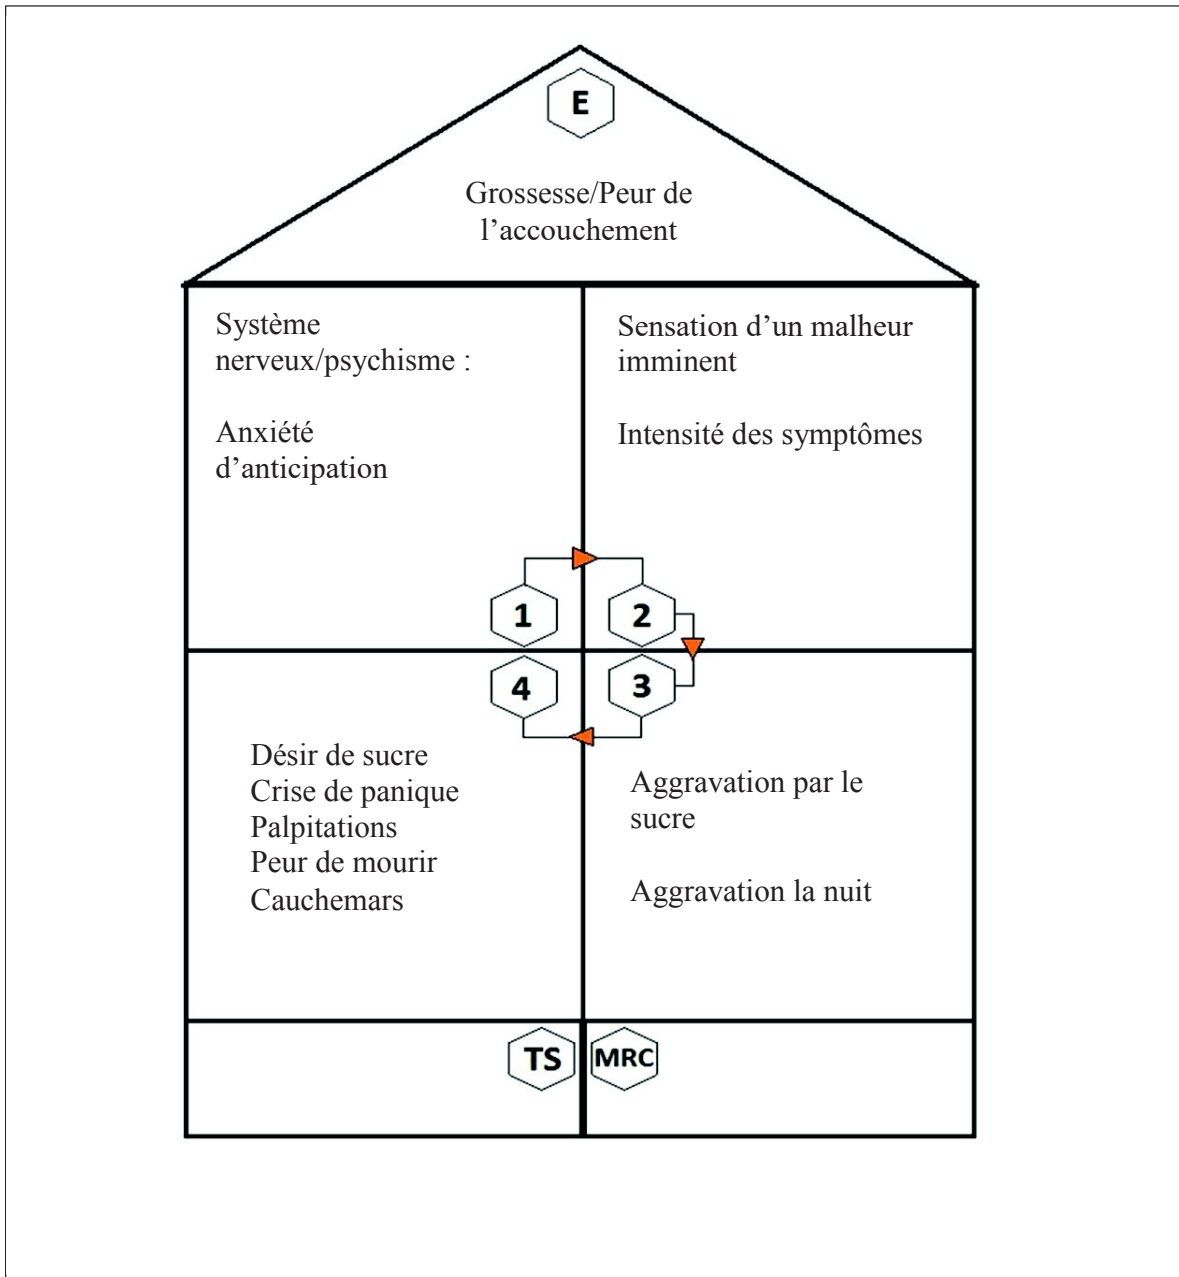 E
Grossesse/Peur de
l’accouchement
Système
nerveux/psychisme :
Anxiété
d’anticipation
Sensation d’un malheur
imminent
Intensité des symptômes
1
2
4
3
Désir de sucre
Crise de panique
Palpitations
Peur de mourir
Cauchemars
Aggravation par le
sucre
Aggravation la nuit
TS
MRC